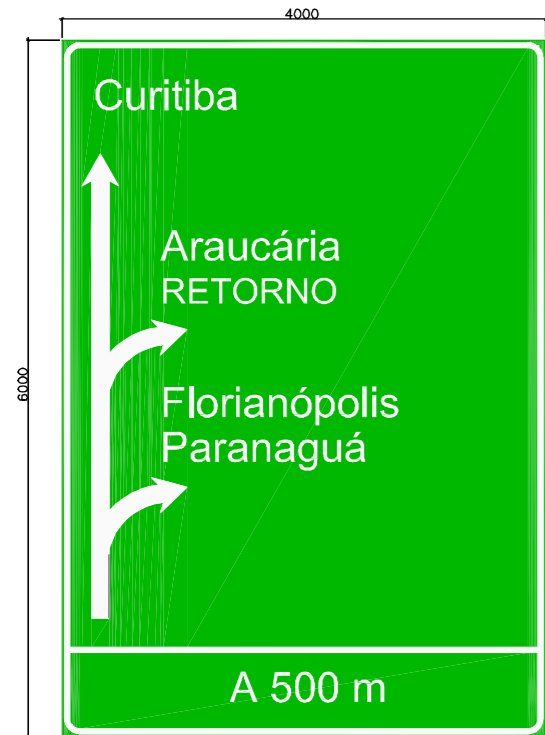 4000
6000
Curitiba
Araucária
RETORNO
Florianópolis
Paranaguá
A 500 m